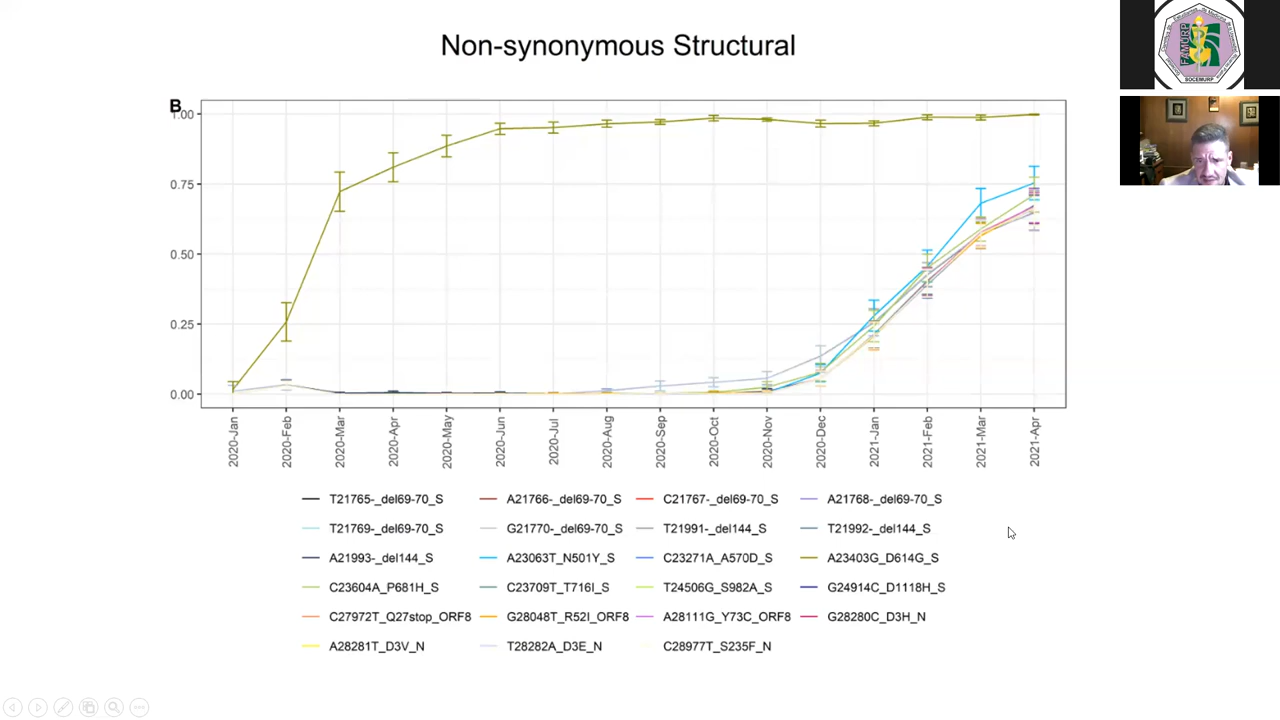 Non-synonymous Structural
B
1.00
0.75
0.50
0.25
0.00
2020-Jan
2020-Feb
2020-Mar
2020-Apr
2020-May
2020-Jun
2020-Jul
2020-Aug
2020-Sep
2020-Oct
2020-Nov
2020-Dec
2021-Jan
2021-Feb
2021-Mar
2021-Apr
T21765-_del69-70_S A21766-_del69-70_S C21767-_del69-70_S A21768-_del69-70_S
T21769-_del69-70_S G21770-_del69-70_S T21991-_del144_S T21992-_del144_S
A21993-_del144_S A23063T_N501Y_S C23271A_A570D_S A23403G_D614G_S
C23604A_P681H_S C23709T_T716I_S T24506G_S982A_S G24914C_D1118H_S
C27972T_Q27stop_ORF8 G28048T_R52I_ORF8 A28111G_Y73C_ORF8 G28280C_D3H_N
A28281T_D3V_N T28282A_D3E_N C28977T_S235F_N
FAMURP
SOCEMURP